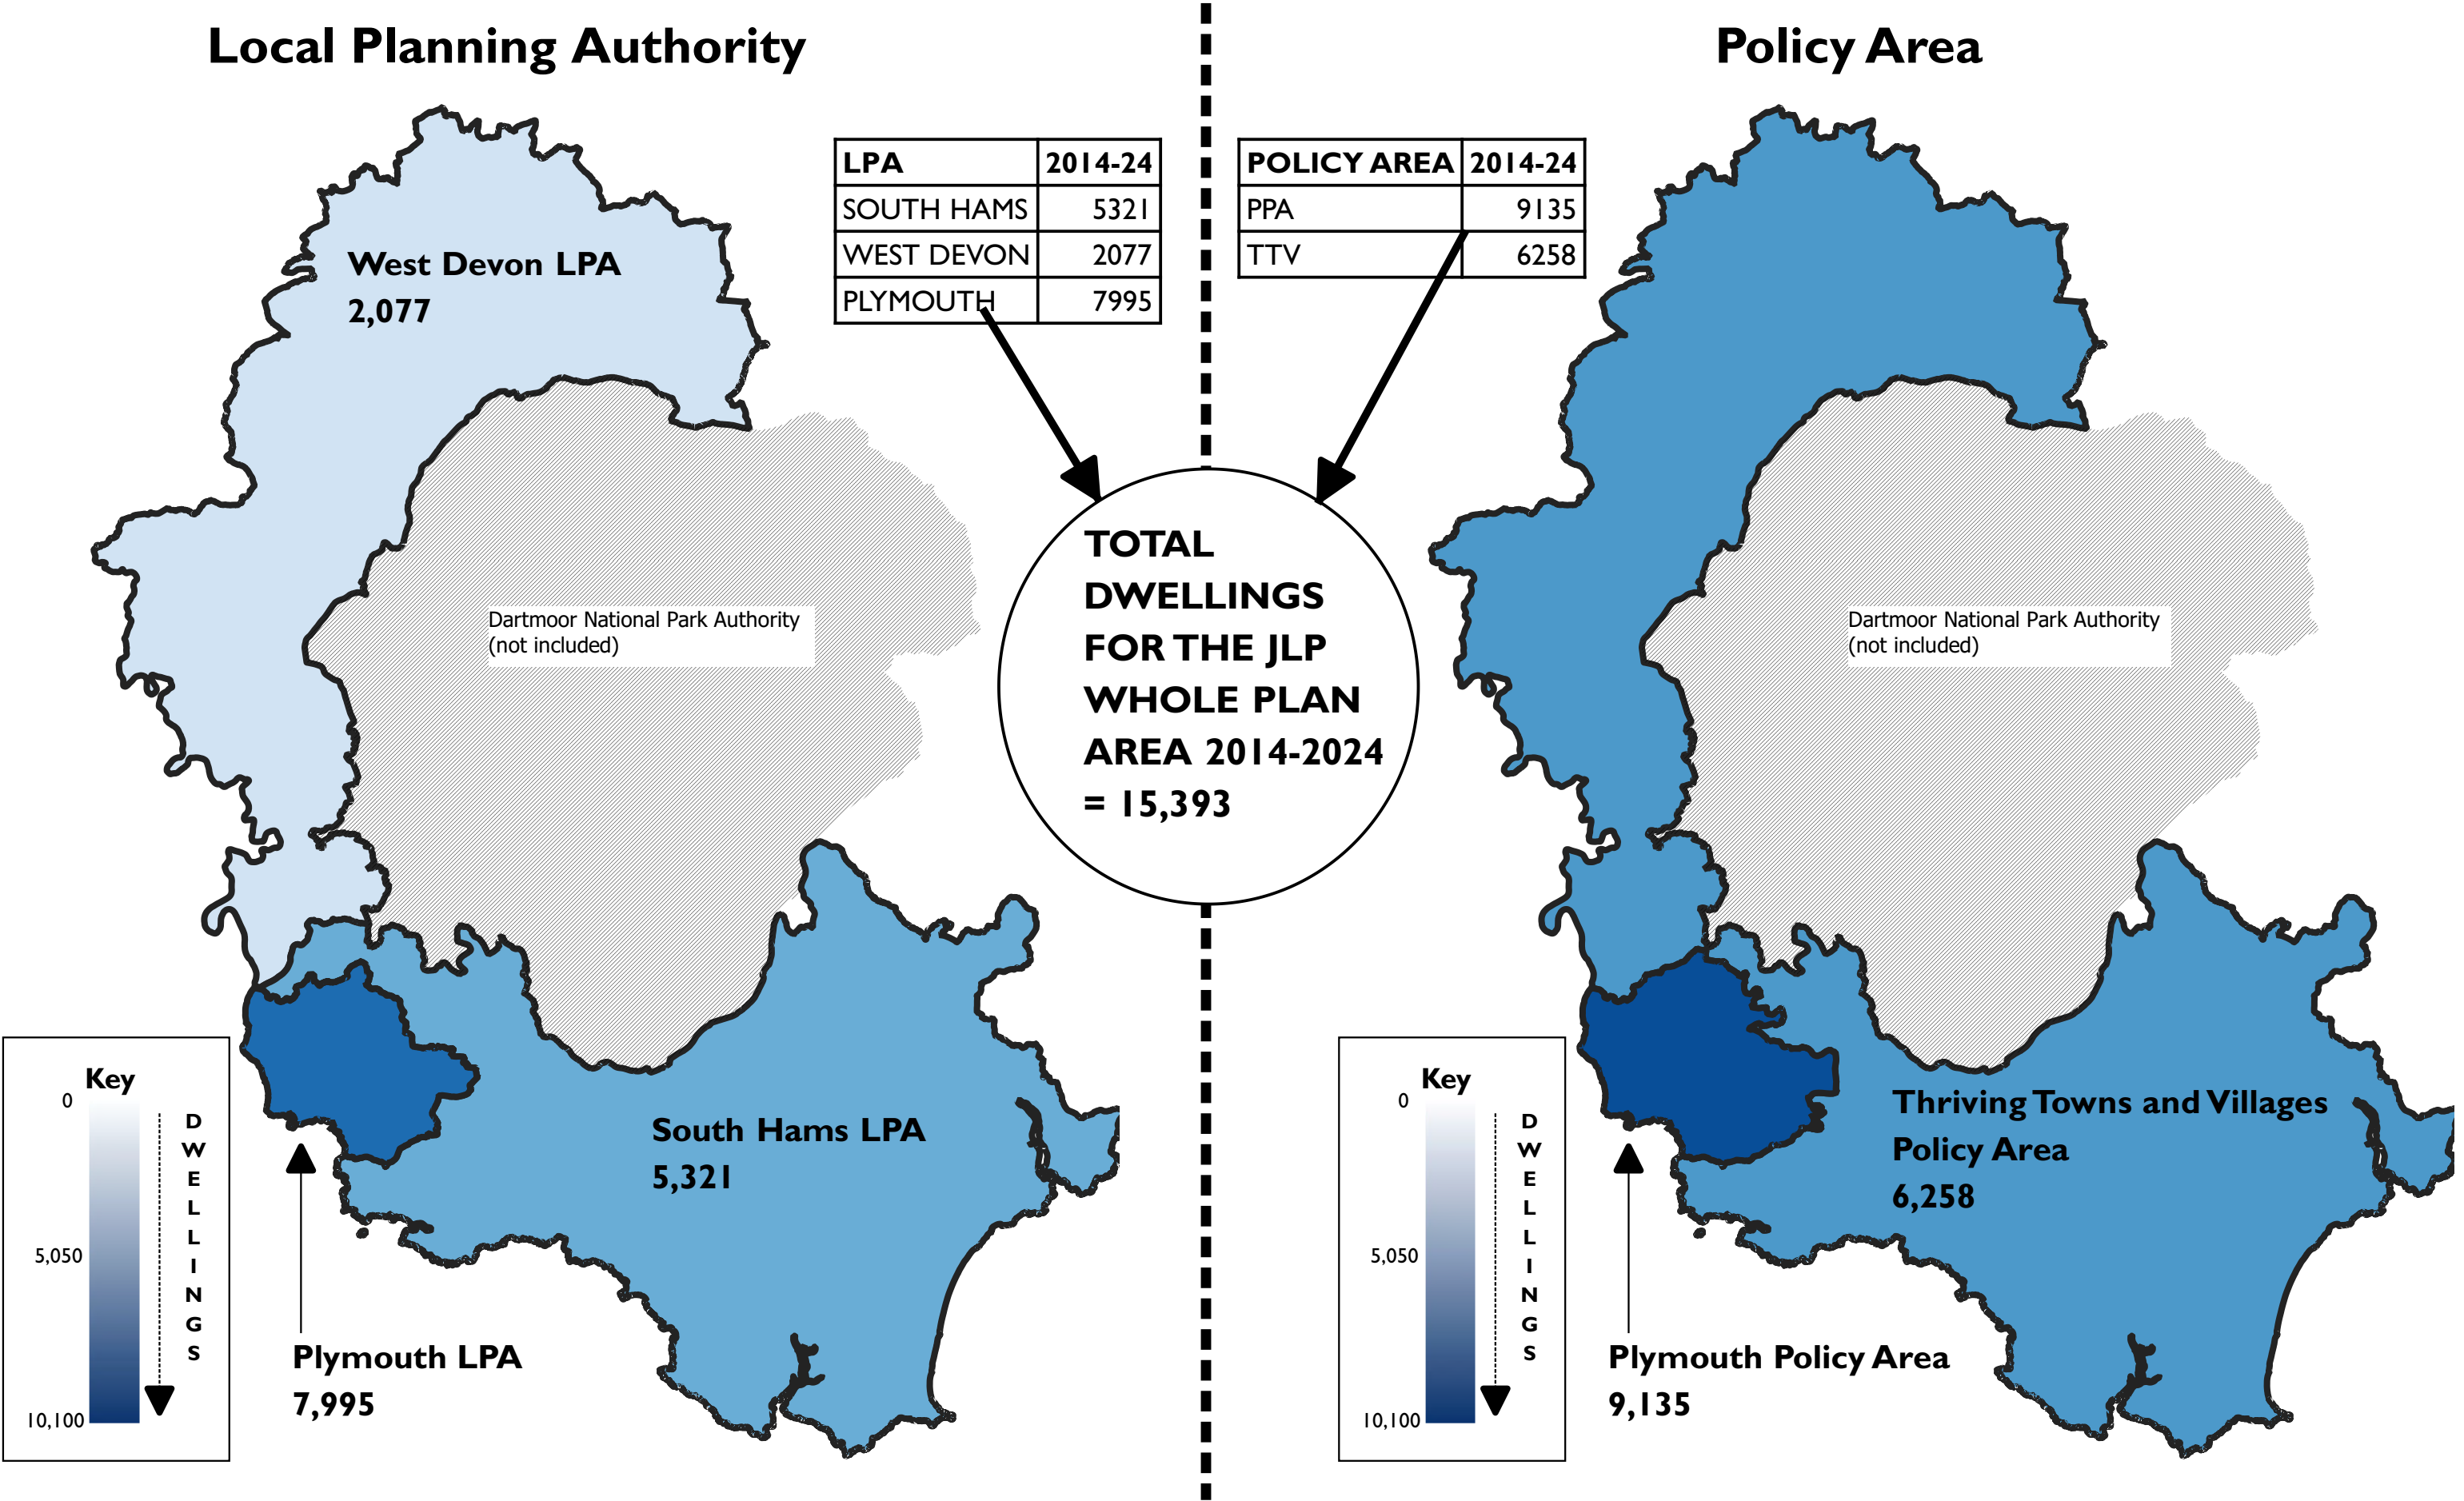 Local Planning Authority
LPA 2014-24
SOUTH HAMS 5321
WEST DEVON 2077
PLYMOUTH 7995
West Devon LPA
2,077
Dartmoor National Park Authority
(not included)
South Hams LPA
5,321
Plymouth LPA
7,995
Key
0
5,050
10,100
DWELLINGS
TOTAL
DWELLINGS
FOR THE JLP
WHOLE PLAN
AREA 2014-2024
= 15,393
Policy Area
POLICY AREA 2014-24
PPA 9135
TTV 6258
Dartmoor National Park Authority
(not included)
Thriving Towns and Villages
Policy Area
6,258
Plymouth Policy Area
9,135
Key
0
5,050
10,100
DWELLINGS